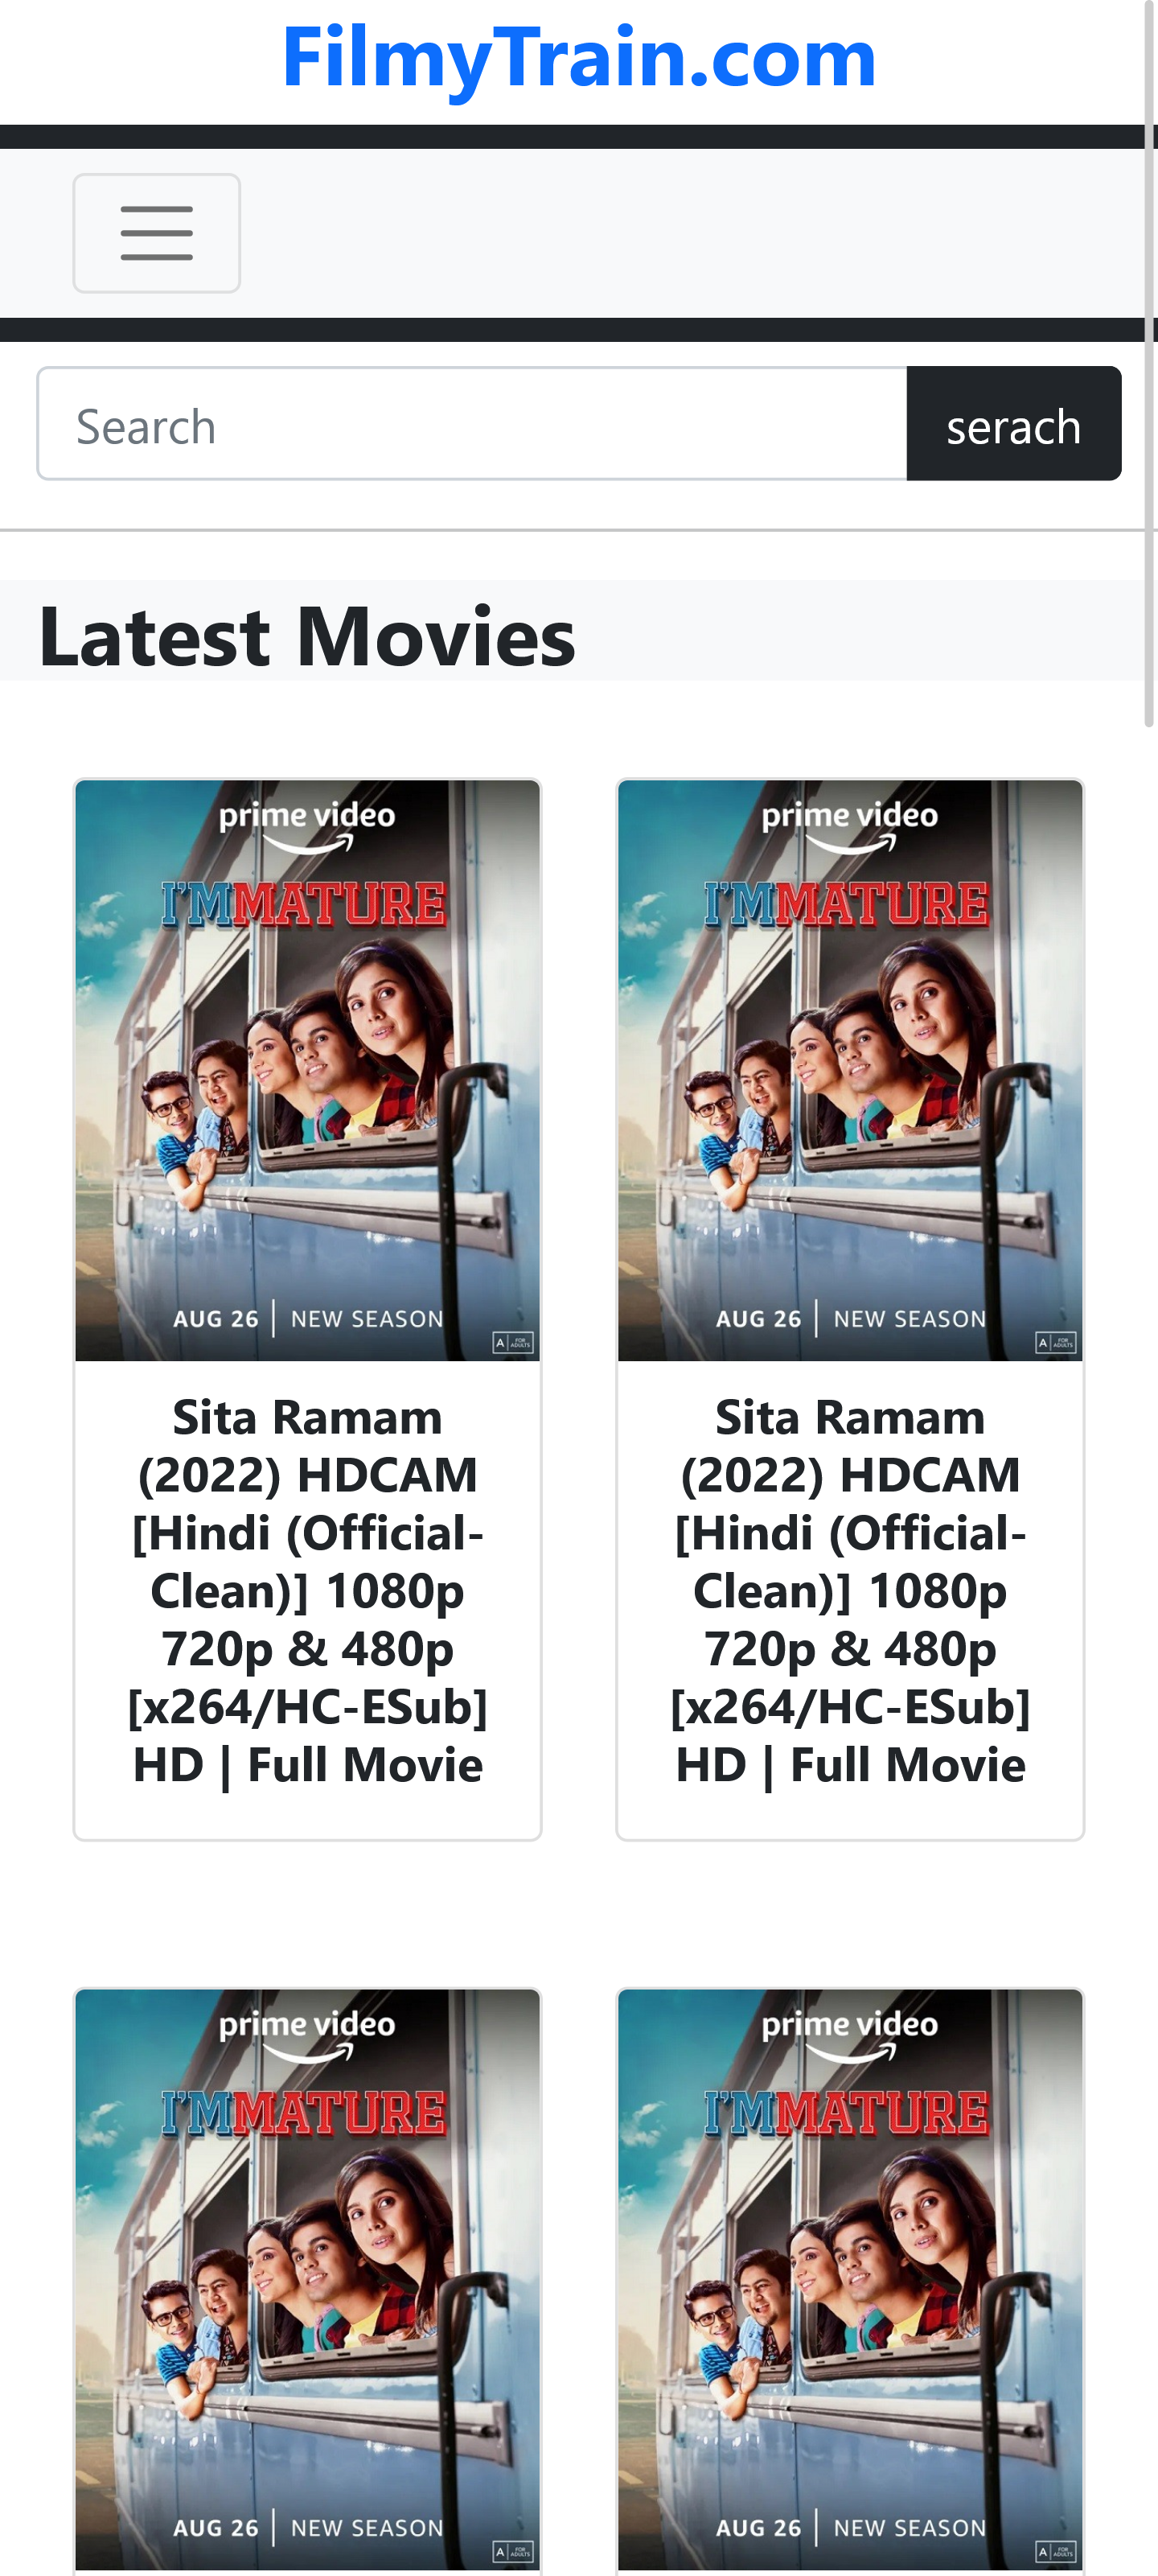 FilmyTrain.com
Search
serach
Latest Movies
prime video
I'MMATURE
AUG 26 | NEW SEASON
A FOR ADULTS
Sita Ramam
(2022) HDCAM
[Hindi (Official-
Clean)] 1080p
720p & 480p
[x264/HC-ESub]
HD | Full Movie
prime video
I'MMATURE
AUG 26 | NEW SEASON
A FOR ADULTS
Sita Ramam
(2022) HDCAM
[Hindi (Official-
Clean)] 1080p
720p & 480p
[x264/HC-ESub]
HD | Full Movie
prime video
I'MMATURE
AUG 26 | NEW SEASON
A FOR ADULTS
prime video
I'MMATURE
AUG 26 | NEW SEASON
A FOR ADULTS